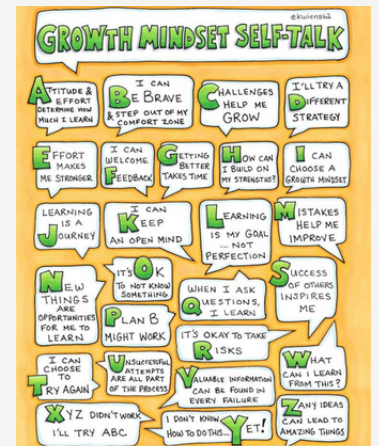 @kwiens62
GROWTH MINDSET SELF-TALK
ATTITUDE &
EFFORT
DETERMINE HOW
MUCH I LEARN
I CAN
BE BRAVE
& STEP OUT OF MY
COMFORT ZONE
CHALLENGES
HELP ME
GROW
I'LL TRY A
DIFFERENT
STRATEGY
EFFORT
MAKES
ME STRONGER
I CAN
WELCOME
FEEDBACK
GETTING
BETTER
TAKES TIME
HOW CAN
I BUILD ON
MY STRENGTHS?
I CAN
CHOOSE A
GROWTH MINDSET
LEARNING
IS A
JOURNEY
I CAN
KEEP
AN OPEN MIND
LEARNING
IS MY GOAL
... NOT
PERFECTION
MISTAKES
HELP ME
IMPROVE
NEW
THINGS
ARE
OPPORTUNITIES
FOR ME TO
LEARN
IT'S OK
TO NOT KNOW
SOMETHING
PLAN B
MIGHT WORK
WHEN I ASK
QUESTIONS,
I LEARN
IT'S OKAY TO TAKE
RISKS
SUCCESS
OF OTHERS
INSPIRES
ME
I CAN
CHOOSE
TO
TRY AGAIN
UNSUCCESSFUL
ATTEMPTS
ARE ALL PART
OF THE PROCESS
VALUABLE INFORMATION
CAN BE FOUND IN
EVERY FAILURE
WHAT
CAN I LEARN
FROM THIS?
XYZ DIDN'T WORK
I'LL TRY ABC
I DON'T KNOW
HOW TO DO THIS... YET!
ZANY IDEAS
CAN LEAD TO
AMAZING THINGS